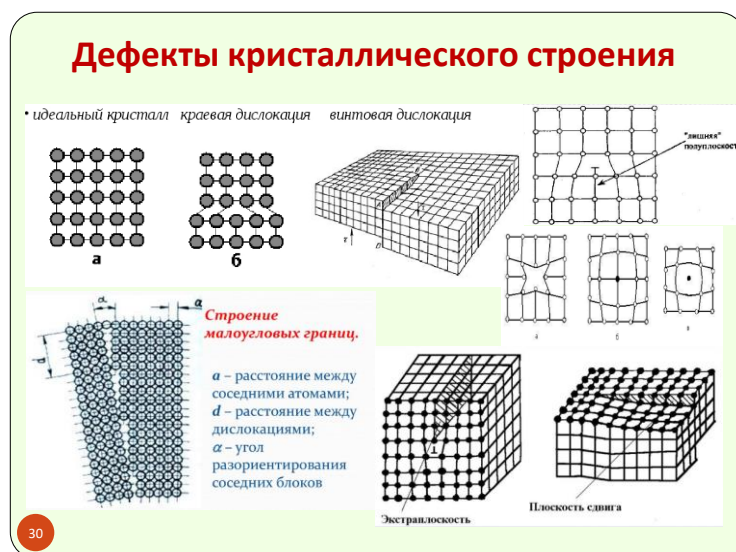 Дефекты кристаллического строения
• идеальный кристалл краевая дислокация винтовая дислокация
"лишняя"
полуплоскость
а б
Строение
малоугловых границ.
a – расстояние между
соседними атомами;
d – расстояние между
дислокациями;
α – угол
разориентирования
соседних блоков
α
a
d
Экстраплоскость
Плоскость сдвига
30